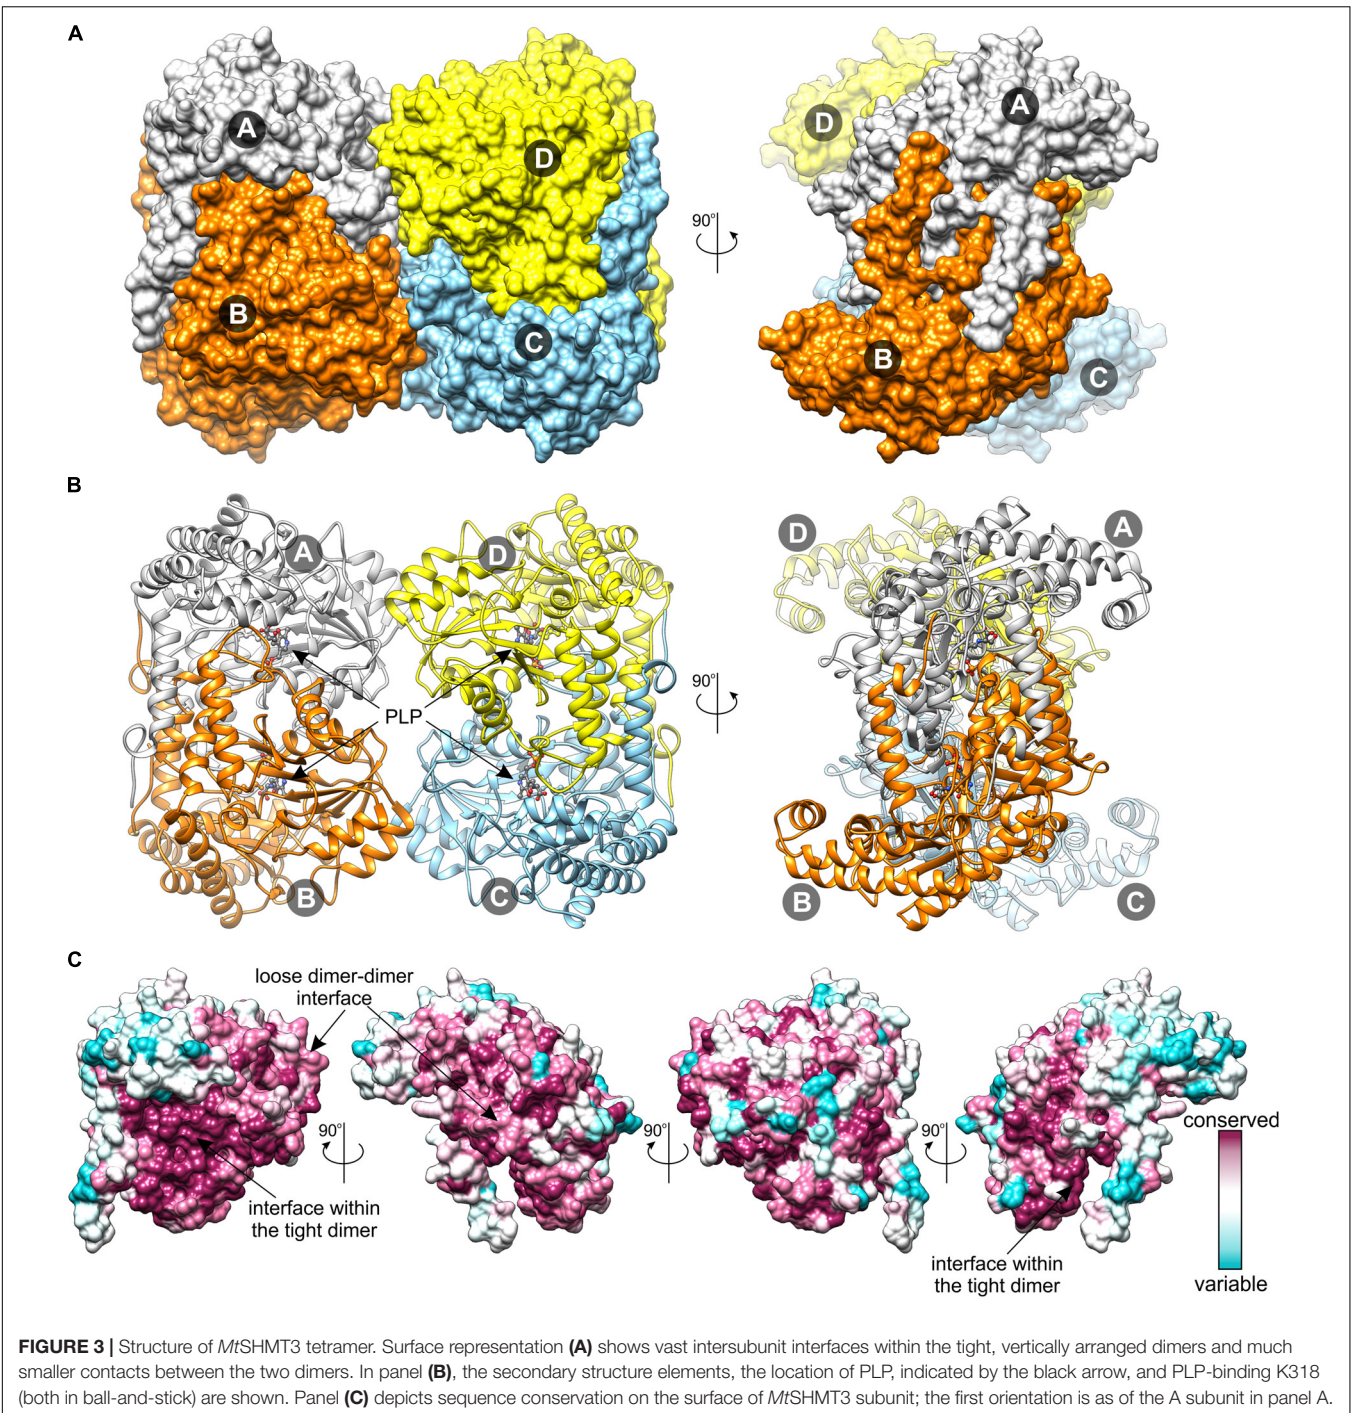 A
A
D
B
C
90°
D
A
B
C
B
A
D
PLP
B
C
90°
D
A
B
C
C
loose dimer-dimer
interface
90°
90°
90°
interface within
the tight dimer
interface within
the tight dimer
conserved
variable
FIGURE 3 | Structure of MtSHMT3 tetramer. Surface representation (A) shows vast intersubunit interfaces within the tight, vertically arranged dimers and much
smaller contacts between the two dimers. In panel (B), the secondary structure elements, the location of PLP, indicated by the black arrow, and PLP-binding K318
(both in ball-and-stick) are shown. Panel (C) depicts sequence conservation on the surface of MtSHMT3 subunit; the first orientation is as of the A subunit in panel A.